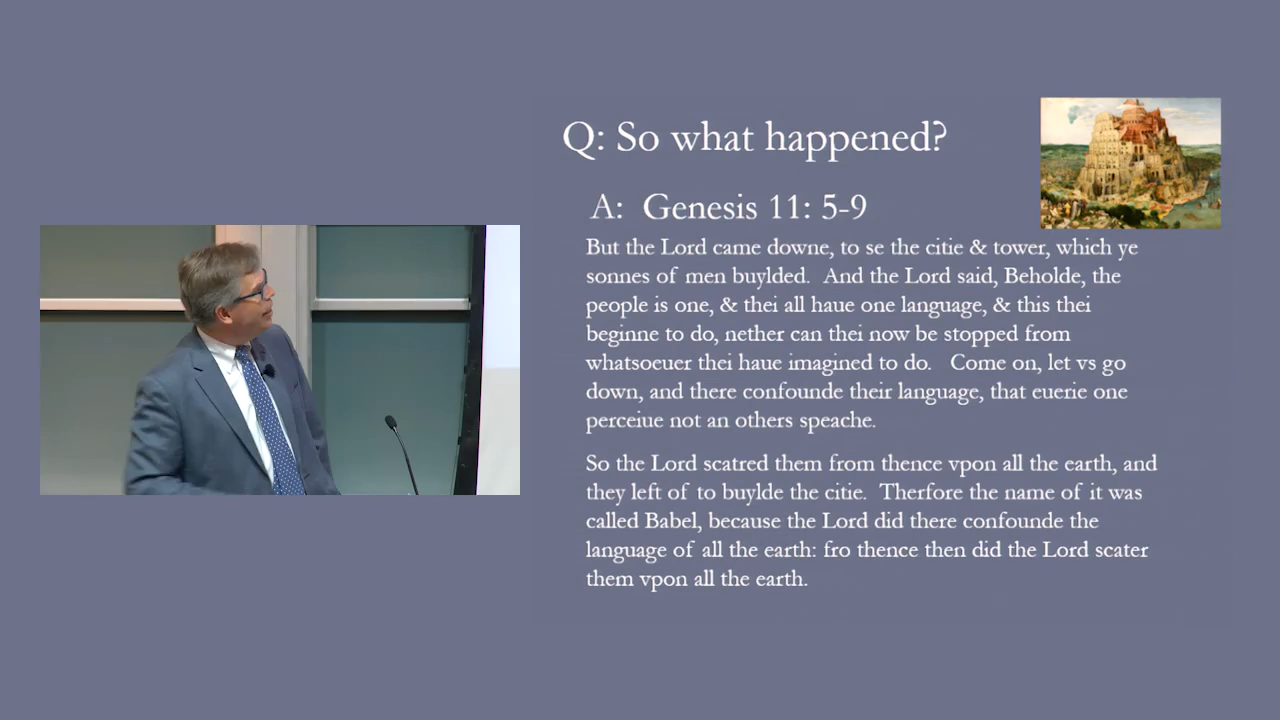 Q: So what happened?
A: Genesis 11: 5-9
But the Lord came downe, to se the citie & tower, which ye
sonnes of men buylded. And the Lord said, Beholde, the
people is one, & thei all haue one language, & this thei
beginne to do, nether can thei now be stopped from
whatsoeuer thei haue imagined to do. Come on, let vs go
down, and there confounde their language, that euerie one
perceiue not an others speache.
So the Lord scatred them from thence vpon all the earth, and
they left of to buylde the citie. Therfore the name of it was
called Babel, because the Lord did there confounde the
language of all the earth: fro thence then did the Lord scater
them vpon all the earth.